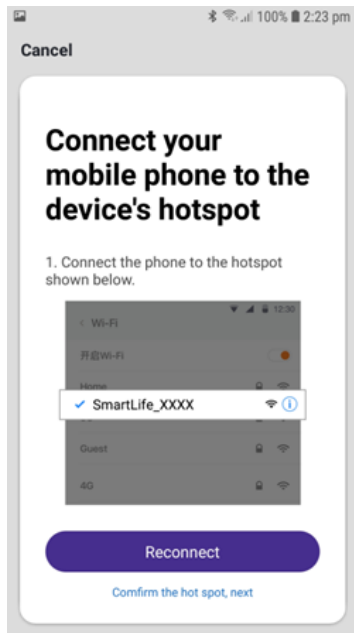 100% 2:23 pm
Cancel
Connect your
mobile phone to the
device's hotspot
1. Connect the phone to the hotspot
shown below.
12:30
< Wi-Fi
开启Wi-Fi
Home
SmartLife_XXXX
Guest
4G
Reconnect
Comfirm the hot spot, next